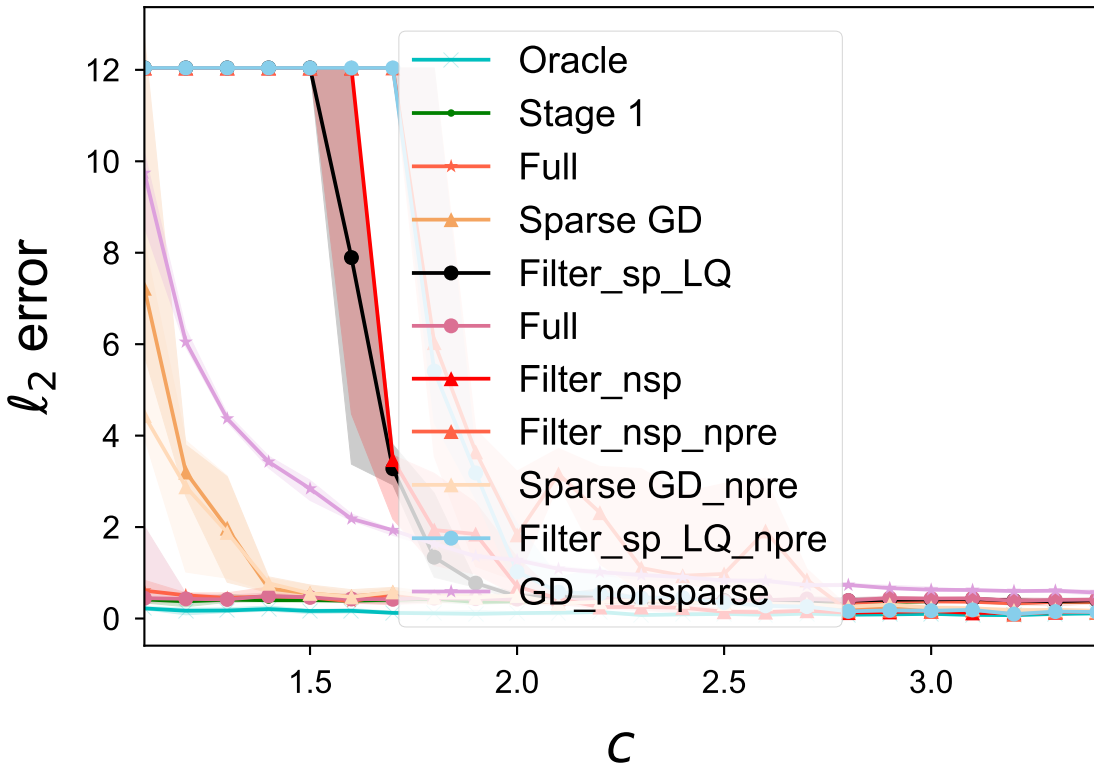 12
10
8
6
4
2
0
ℓ₂ error
1.5
2.0
2.5
3.0
C
Oracle
Stage 1
Full
Sparse GD
Filter_sp_LQ
Full
Filter_nsp
Filter_nsp_npre
Sparse GD_npre
Filter_sp_LQ_npre
GD_nonsparse